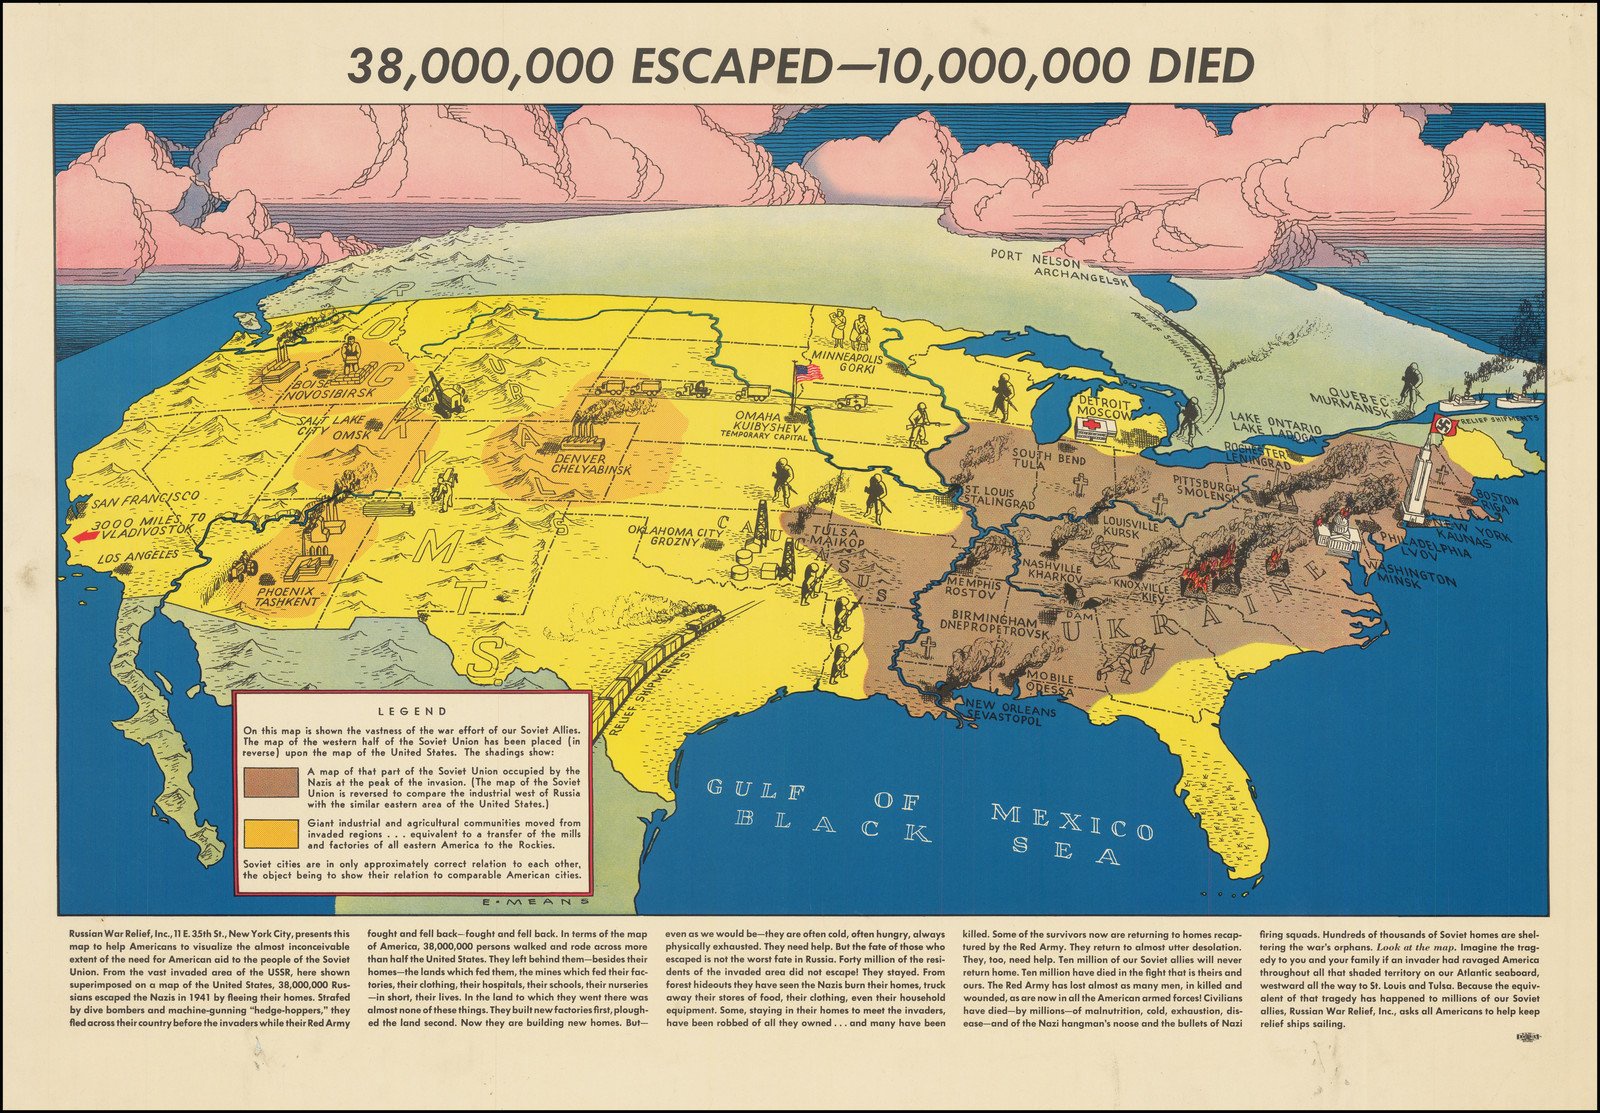 38,000,000 ESCAPED—10,000,000 DIED
PORT NELSON
ARCHANGELSK
RELIEF SHIPMENTS
MINNEAPOLIS
GORKI
QUEBEC
MURMANSK
RELIEF SHIPMENTS
BOISE
NOVOSIBIRSK
SALT LAKE
CITY
OMSK
DENVER
CHELYABINSK
OMAHA
KUIBYSHEV
TEMPORARY CAPITAL
DETROIT
MOSCOW
LAKE ONTARIO
LAKE LADOGA
ROCHESTER
LENINGRAD
SOUTH BEND
TULA
PITTSBURGH
SMOLENSK
ST. LOUIS
STALINGRAD
BOSTON
RIGA
NEW YORK
KAUNAS
PHILADELPHIA
LVOV
WASHINGTON
MINSK
SAN FRANCISCO
3000 MILES TO
VLADIVOSTOK
LOS ANGELES
PHOENIX
TASHKENT
OKLAHOMA CITY
GROZNY
TULSA
MAIKOP
LOUISVILLE
KURSK
NASHVILLE
KHARKOV
KNOXVILLE
KIEV
MEMPHIS
ROSTOV
DAM
BIRMINGHAM
DNEPROPETROVSK
MOBILE
ODESSA
NEW ORLEANS
SEVASTOPOL
ROCKY MTS.
URALS
CAUCASUS
UKRAINE
RELIEF SHIPMENTS
GULF OF MEXICO
BLACK SEA
LEGEND
On this map is shown the vastness of the war effort of our Soviet Allies.
The map of the western half of the Soviet Union has been placed (in
reverse) upon the map of the United States. The shadings show:
A map of that part of the Soviet Union occupied by the
Nazis at the peak of the invasion. (The map of the Soviet
Union is reversed to compare the industrial west of Russia
with the similar eastern area of the United States.)
Giant industrial and agricultural communities moved from
invaded regions . . . equivalent to a transfer of the mills
and factories of all eastern America to the Rockies.
Soviet cities are in only approximately correct relation to each other,
the object being to show their relation to comparable American cities.
E·MEANS
Russian War Relief, Inc., 11 E. 35th St., New York City, presents this
map to help Americans to visualize the almost inconceivable
extent of the need for American aid to the people of the Soviet
Union. From the vast invaded area of the USSR, here shown
superimposed on a map of the United States, 38,000,000 Rus-
sians escaped the Nazis in 1941 by fleeing their homes. Strafed
by dive bombers and machine-gunning "hedge-hoppers," they
fled across their country before the invaders while their Red Army
fought and fell back—fought and fell back. In terms of the map
of America, 38,000,000 persons walked and rode across more
than half the United States. They left behind them—besides their
homes—the lands which fed them, the mines which fed their fac-
tories, their clothing, their hospitals, their schools, their nurseries
—in short, their lives. In the land to which they went there was
almost none of these things. They built new factories first, plough-
ed the land second. Now they are building new homes. But—
even as we would be—they are often cold, often hungry, always
physically exhausted. They need help. But the fate of those who
escaped is not the worst fate in Russia. Forty million of the resi-
dents of the invaded area did not escape! They stayed. From
forest hideouts they have seen the Nazis burn their homes, truck
away their stores of food, their clothing, even their household
equipment. Some, staying in their homes to meet the invaders,
have been robbed of all they owned . . . and many have been
killed. Some of the survivors now are returning to homes recap-
tured by the Red Army. They return to almost utter desolation.
They, too, need help. Ten million of our Soviet allies will never
return home. Ten million have died in the fight that is theirs and
ours. The Red Army has lost almost as many men, in killed and
wounded, as are now in all the American armed forces! Civilians
have died—by millions—of malnutrition, cold, exhaustion, dis-
ease—and of the Nazi hangman's noose and the bullets of Nazi
firing squads. Hundreds of thousands of Soviet homes are shel-
tering the war's orphans. Look at the map. Imagine the trag-
edy to you and your family if an invader had ravaged America
throughout all that shaded territory on our Atlantic seaboard,
westward all the way to St. Louis and Tulsa. Because the equiv-
alent of that tragedy has happened to millions of our Soviet
allies, Russian War Relief, Inc., asks all Americans to help keep
relief ships sailing.